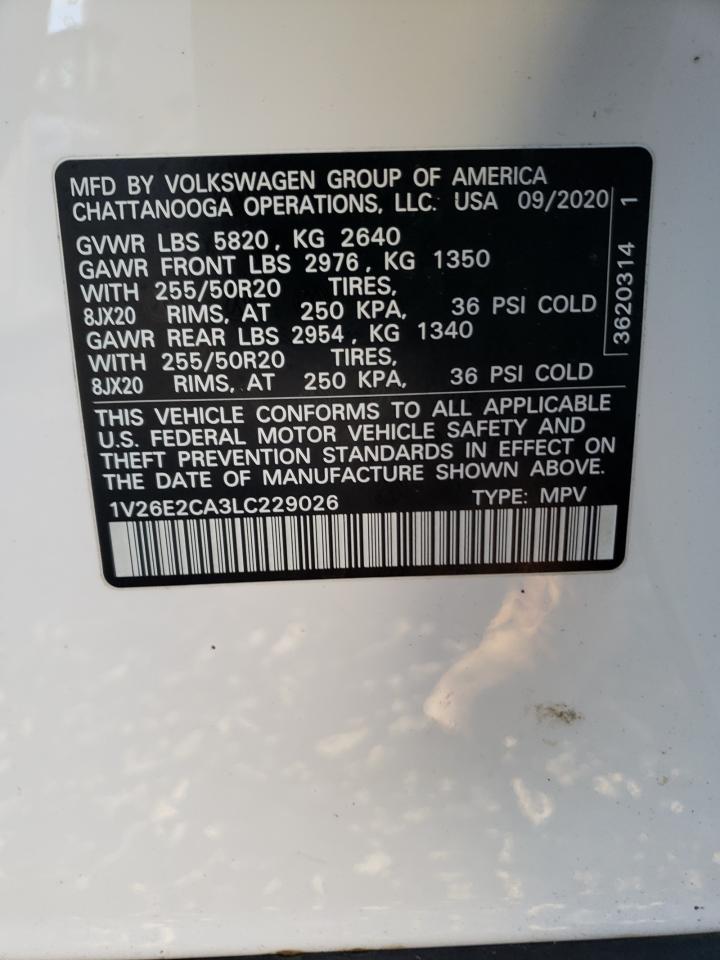 MFD BY VOLKSWAGEN GROUP OF AMERICA
CHATTANOOGA OPERATIONS, LLC. USA 09/2020
GVWR LBS 5820, KG 2640
GAWR FRONT LBS 2976, KG 1350
WITH 255/50R20 TIRES,
8JX20 RIMS, AT 250 KPA, 36 PSI COLD
GAWR REAR LBS 2954, KG 1340
WITH 255/50R20 TIRES,
8JX20 RIMS, AT 250 KPA, 36 PSI COLD
3620314 1
THIS VEHICLE CONFORMS TO ALL APPLICABLE
U.S. FEDERAL MOTOR VEHICLE SAFETY AND
THEFT PREVENTION STANDARDS IN EFFECT ON
THE DATE OF MANUFACTURE SHOWN ABOVE.
1V26E2CA3LC229026 TYPE: MPV